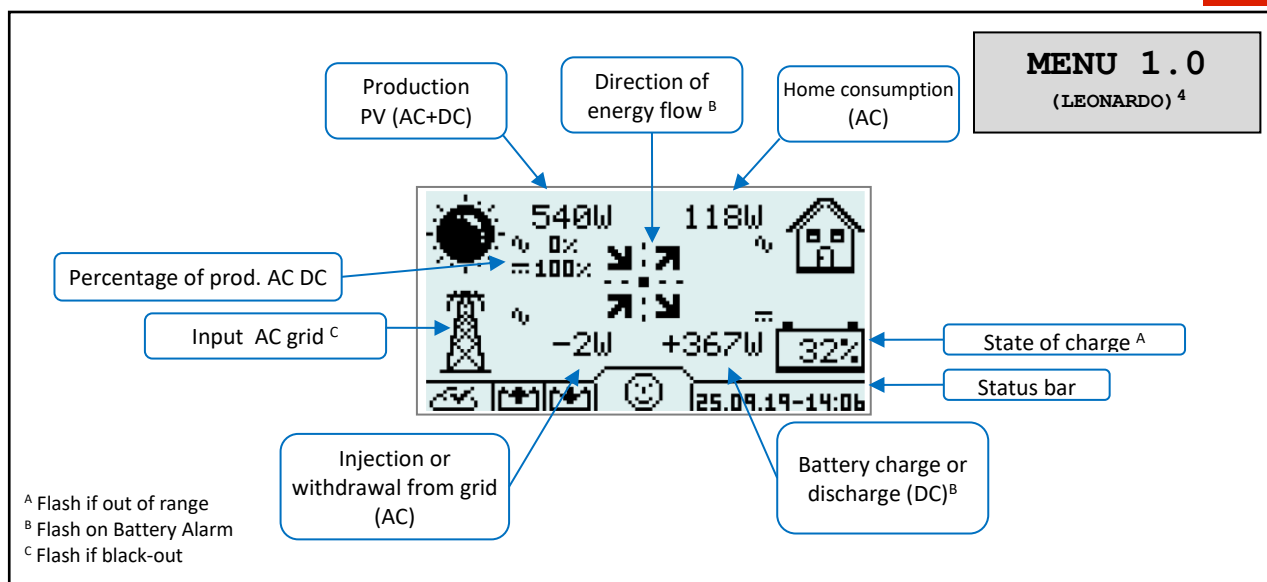 MENU 1.0
(LEONARDO) 4
Production
PV (AC+DC)
Direction of
energy flow B
Home consumption
(AC)
540W
118W
0%
100%
Percentage of prod. AC DC
Input AC grid C
-2W
+367W
32%
State of charge A
Status bar
25.09.19-14:06
Injection or
withdrawal from grid
(AC)
Battery charge or
discharge (DC)B
A Flash if out of range
B Flash on Battery Alarm
C Flash if black-out